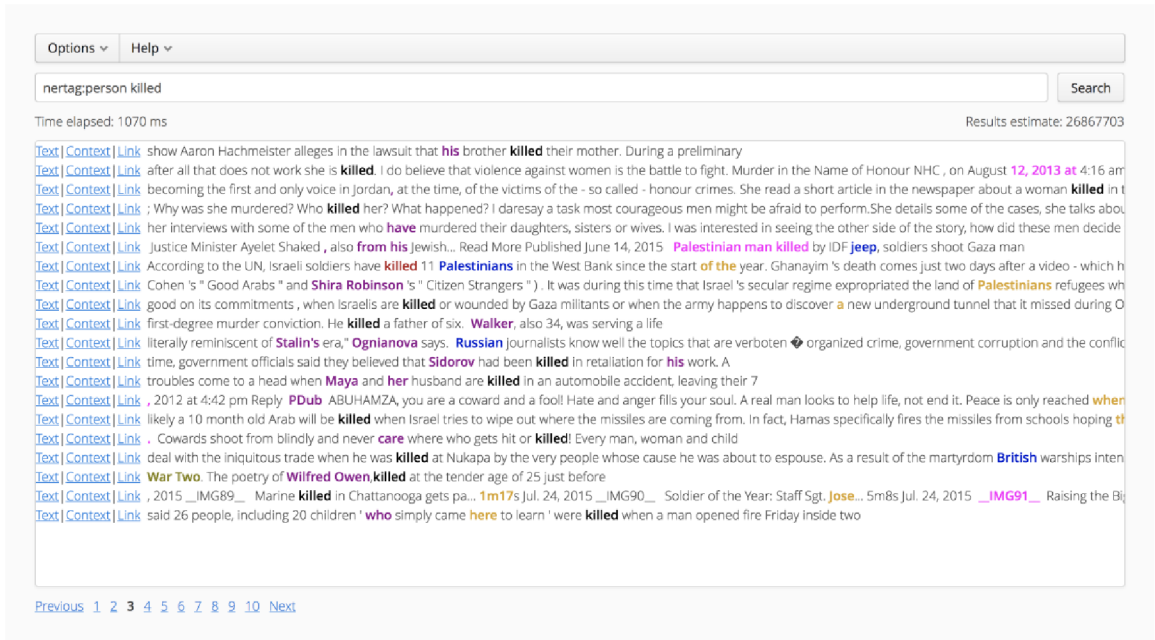 Options Help
nertag:person killed Search
Time elapsed: 1070 ms Results estimate: 26867703
Text|Context|Link show Aaron Hachmeister alleges in the lawsuit that his brother killed their mother. During a preliminary
Text|Context|Link after all that does not work she is killed. I do believe that violence against women is the battle to fight. Murder in the Name of Honour NHC , on August 12, 2013 at 4:16 am
Text|Context|Link becoming the first and only voice in Jordan, at the time, of the victims of the - so called - honour crimes. She read a short article in the newspaper about a woman killed in
Text|Context|Link ; Why was she murdered? Who killed her? What happened? I daresay a task most courageous men might be afraid to perform.She details some of the cases, she talks
Text|Context|Link her interviews with some of the men who have murdered their daughters, sisters or wives. I was interested in seeing the other side of the story, how did these men decide
Text|Context|Link Justice Minister Ayelet Shaked , also from his Jewish... Read More Published June 14, 2015 Palestinian man killed by IDF jeep, soldiers shoot Gaza man
Text|Context|Link According to the UN, Israeli soldiers have killed 11 Palestinians in the West Bank since the start of the year. Ghanayim 's death comes just two days after a video - which
Text|Context|Link Cohen 's " Good Arabs " and Shira Robinson 's " Citizen Strangers " ) . It was during this time that Israel 's secular regime expropriated the land of Palestinians refugees
Text|Context|Link good on its commitments , when Israelis are killed or wounded by Gaza militants or when the army happens to discover a new underground tunnel that it missed during
Text|Context|Link first-degree murder conviction. He killed a father of six. Walker, also 34, was serving a life
Text|Context|Link literally reminiscent of Stalin's era," Ognianova says. Russian journalists know well the topics that are verboten � organized crime, government corruption and the
Text|Context|Link time, government officials said they believed that Sidorov had been killed in retaliation for his work. A
Text|Context|Link troubles come to a head when Maya and her husband are killed in an automobile accident, leaving their 7
Text|Context|Link , 2012 at 4:42 pm Reply PDub ABUHAMZA, you are a coward and a fool! Hate and anger fills your soul. A real man looks to help life, not end it. Peace is only reached when
Text|Context|Link likely a 10 month old Arab will be killed when Israel tries to wipe out where the missiles are coming from. In fact, Hamas specifically fires the missiles from schools hoping
Text|Context|Link . Cowards shoot from blindly and never care where who gets hit or killed! Every man, woman and child
Text|Context|Link deal with the iniquitous trade when he was killed at Nukapa by the very people whose cause he was about to espouse. As a result of the martyrdom British warships
Text|Context|Link War Two. The poetry of Wilfred Owen,killed at the tender age of 25 just before
Text|Context|Link , 2015 __IMG89__ Marine killed in Chattanooga gets pa... 1m17s Jul. 24, 2015 __IMG90__ Soldier of the Year: Staff Sgt. Jose... 5m8s Jul. 24, 2015 __IMG91__ Raising the
Text|Context|Link said 26 people, including 20 children ' who simply came here to learn ' were killed when a man opened fire Friday inside two
Previous 1 2 3 4 5 6 7 8 9 10 Next